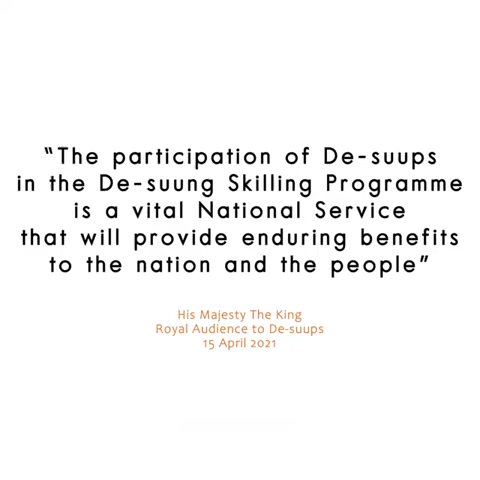 “The participation of De-suups
in the De-suung Skilling Programme
is a vital National Service
that will provide enduring benefits
to the nation and the people”
His Majesty The King
Royal Audience to De-suups
15 April 2021